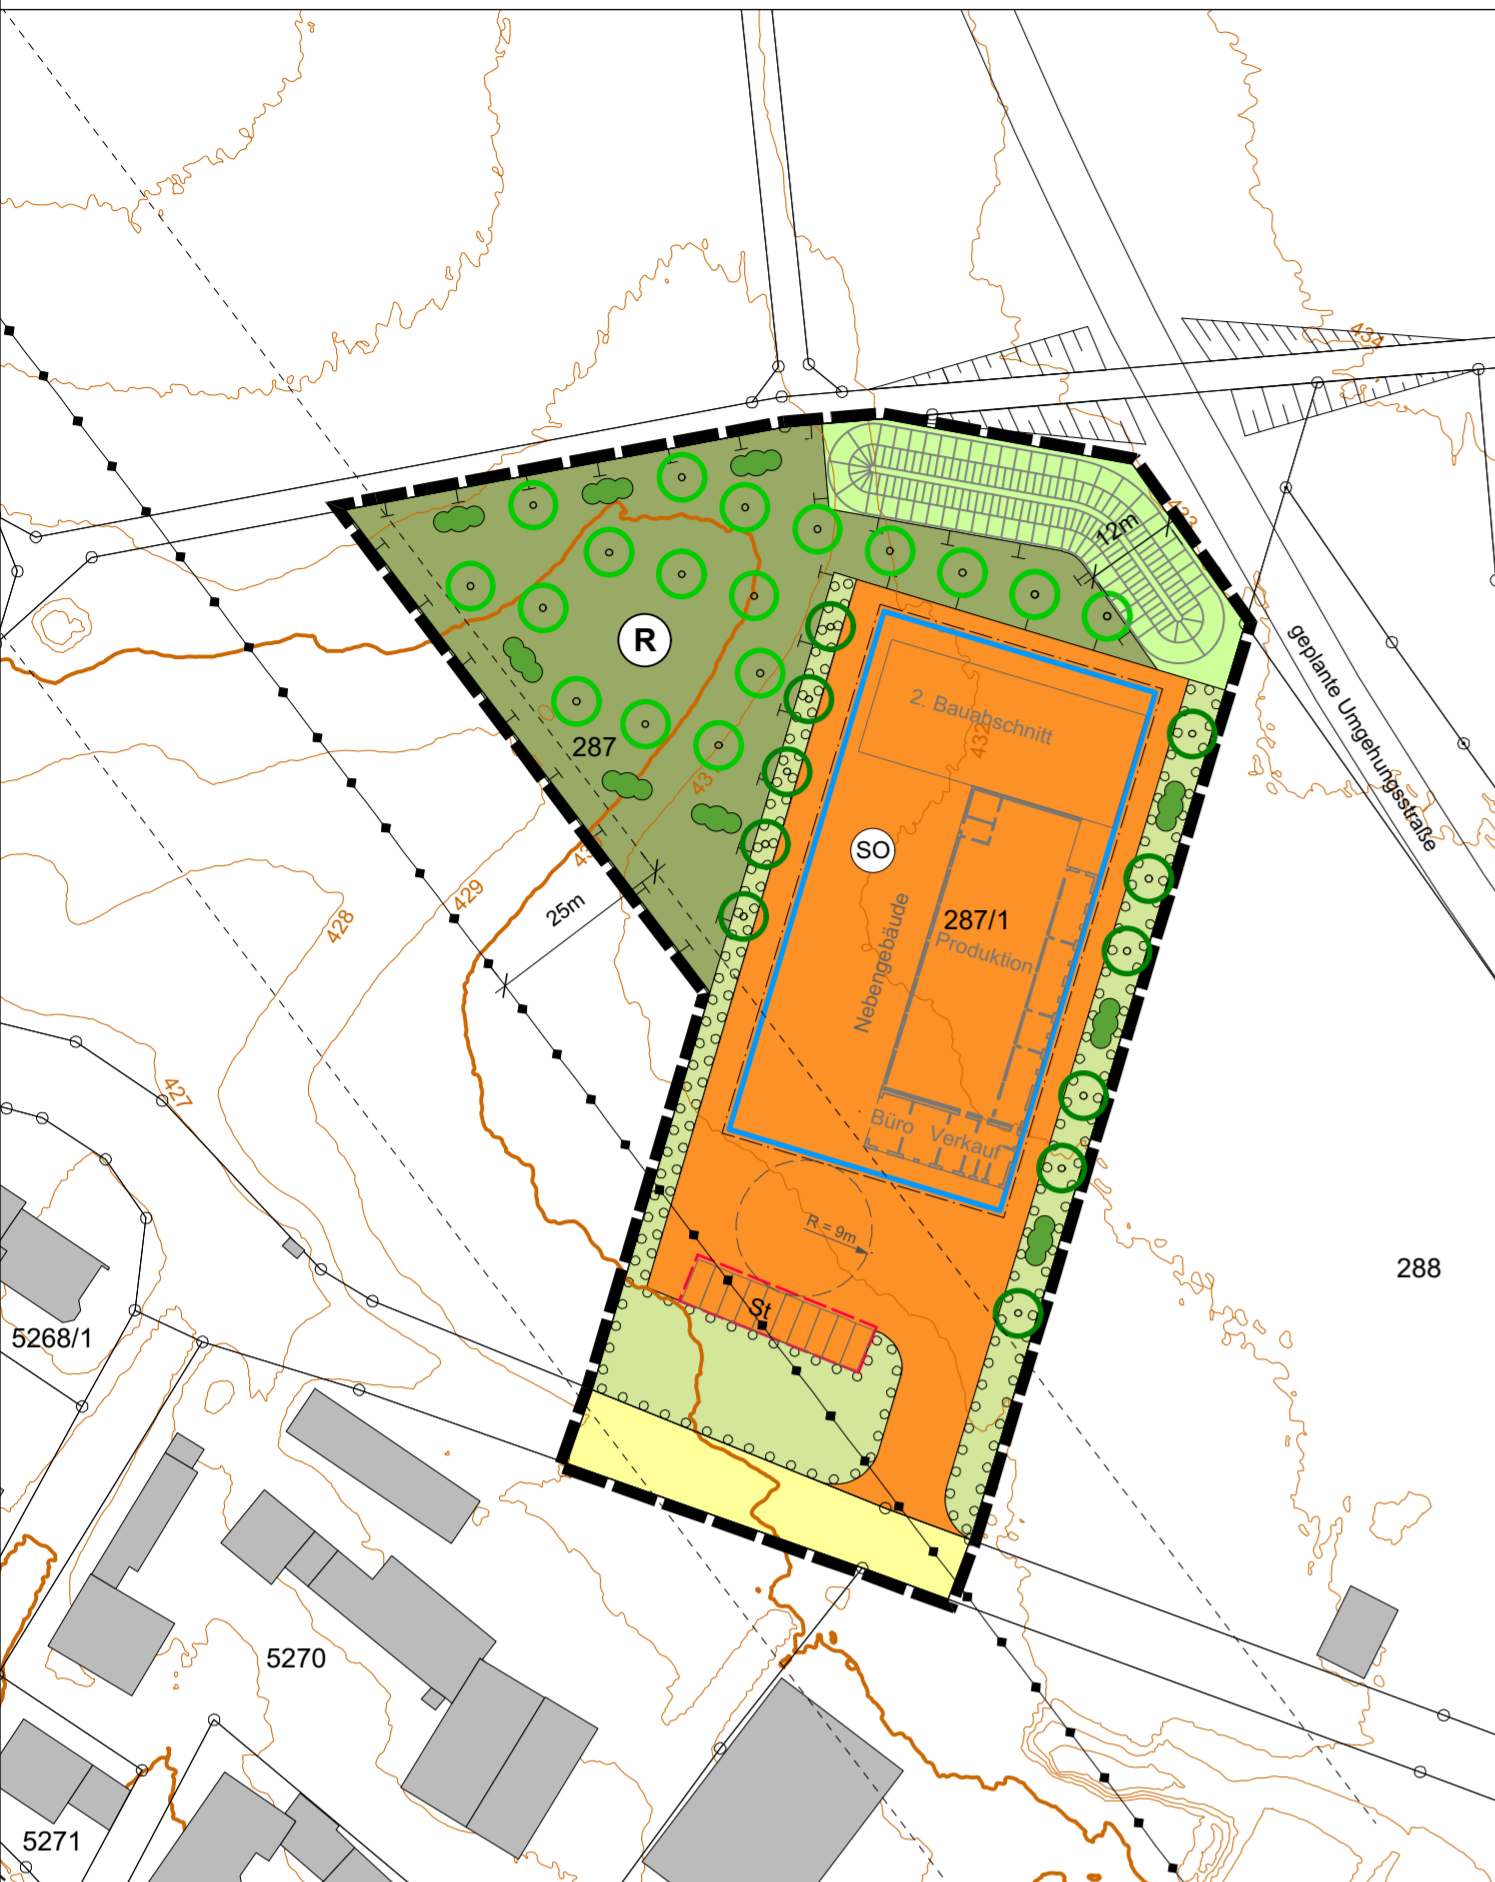 434
433
12m
geplante Umgehungsstraße
R
2. Bauabschnitt
432
287
SO
287/1
Nebengebäude
Produktion
25m
429
428
427
Büro
Verkauf
R = 9m
St
288
5268/1
5270
5271